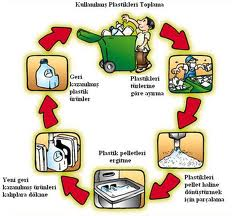 Kullanılmış Plastikleri Toplama
Plastikleri
türlerine
göre ayırma
Plastikleri
pellet haline
dönüştürmek
için parçalama
Plastik pelletleri
eritme
Yeni geri
kazanılmış ürünleri
kalıplara dökme
Geri
kazanılmış
plastik
ürünler